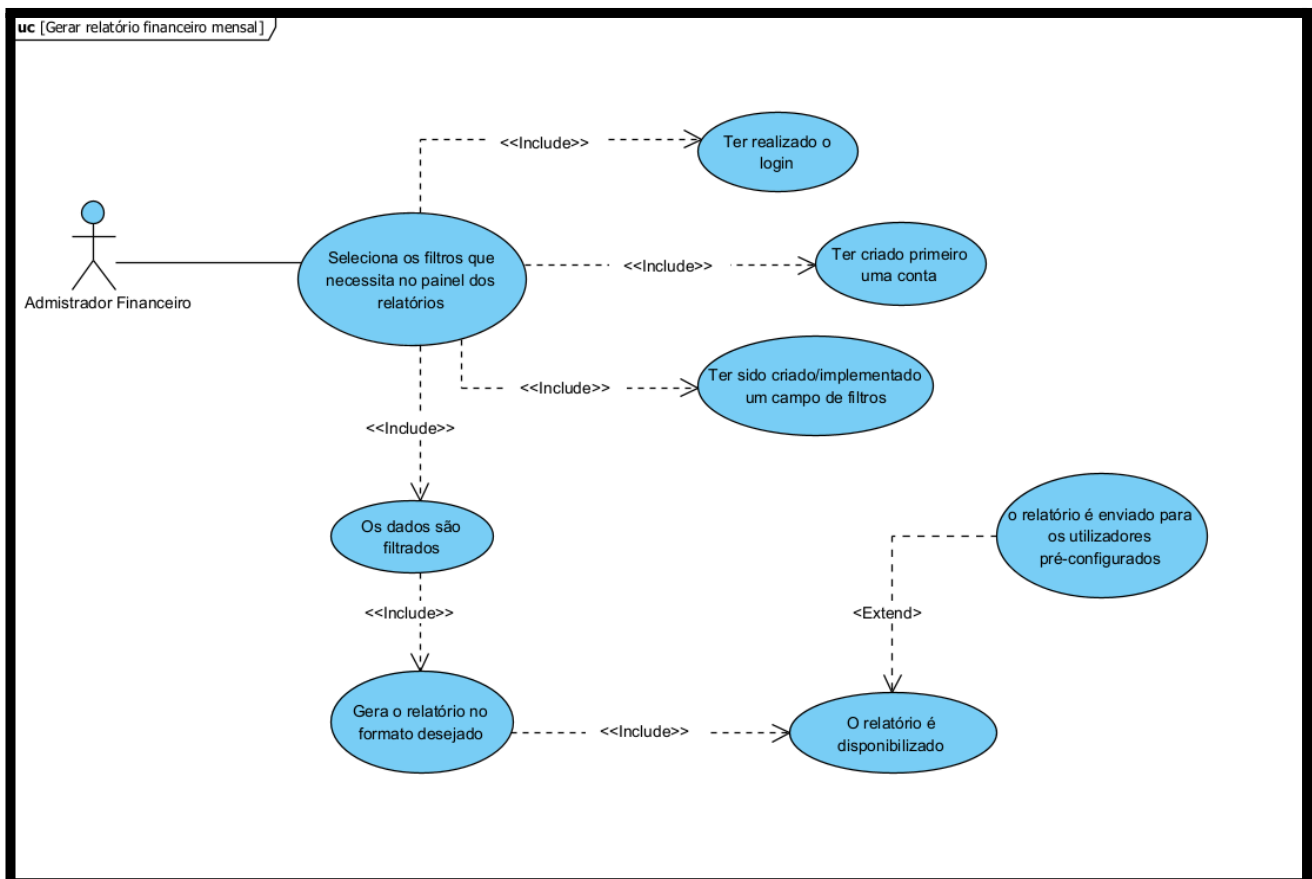 uc [Gerar relatório financeiro mensal]
<<Include>>
Ter realizado o
login
Admistrador Financeiro
Seleciona os filtros que
necessita no painel dos
relatórios
<<Include>>
Ter criado primeiro
uma conta
<<Include>>
Ter sido criado/implementado
um campo de filtros
<<Include>>
Os dados são
filtrados
o relatório é enviado para
os utilizadores
pré-configurados
<<Include>>
<Extend>
Gera o relatório no
formato desejado
<<Include>>
O relatório é
disponibilizado